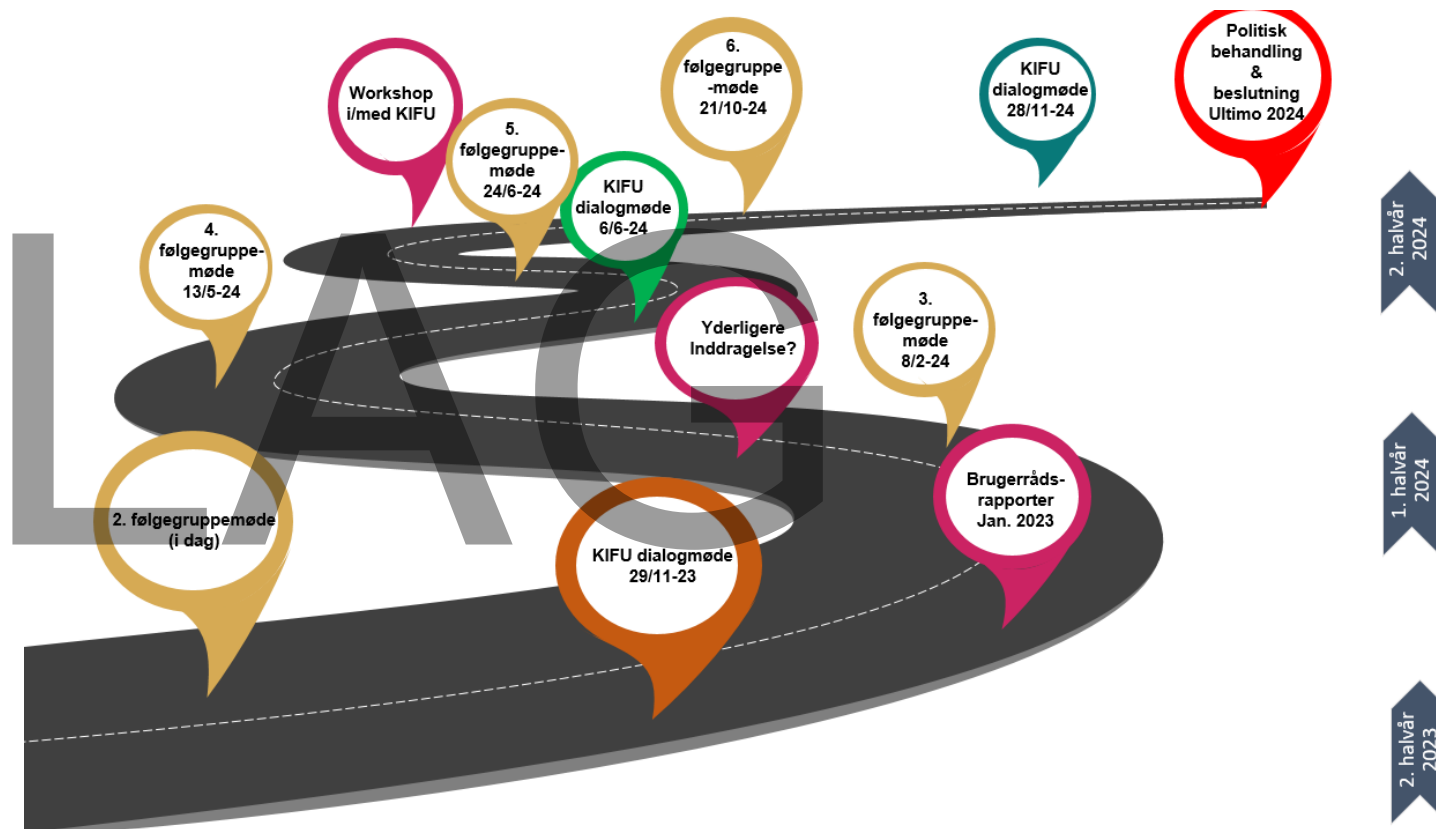 Politisk
behandling
&
beslutning
Ultimo 2024
6.
følgegruppe
-møde
21/10-24
KIFU
dialogmøde
28/11-24
Workshop
i/med KIFU
5.
følgegruppe-
møde
24/6-24
KIFU
dialogmøde
6/6-24
4.
følgegruppe-
møde
13/5-24
2. halvår
2024
Yderligere
Inddragelse?
3.
følgegruppe-
møde
8/2-24
LAG
Brugerråds-
rapporter
Jan. 2023
1. halvår
2024
2. følgegruppemøde
(i dag)
KIFU dialogmøde
29/11-23
2. halvår
2023